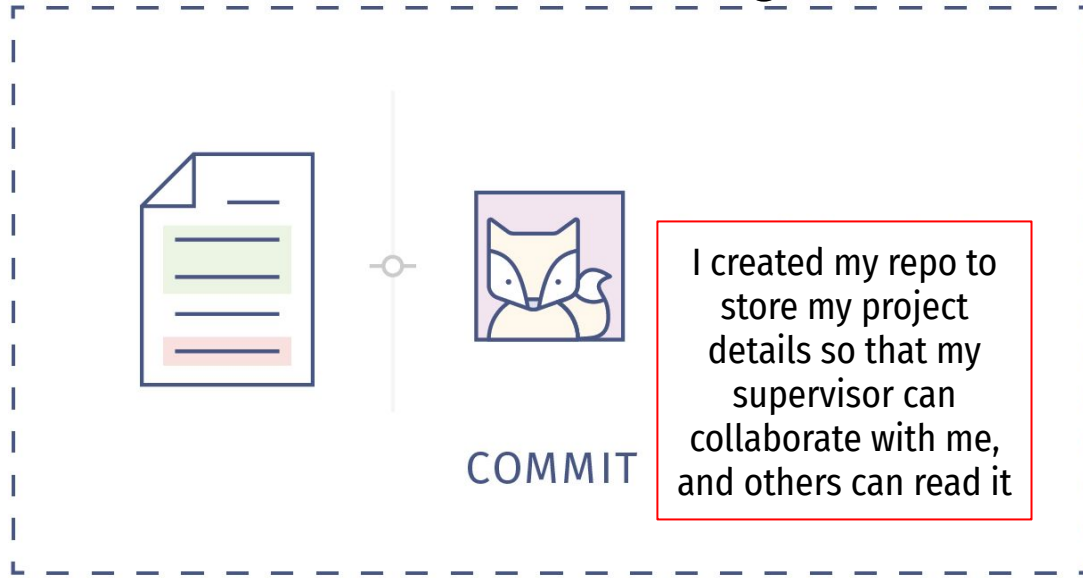 I created my repo to
store my project
details so that my
supervisor can
collaborate with me,
and others can read it
COMMIT